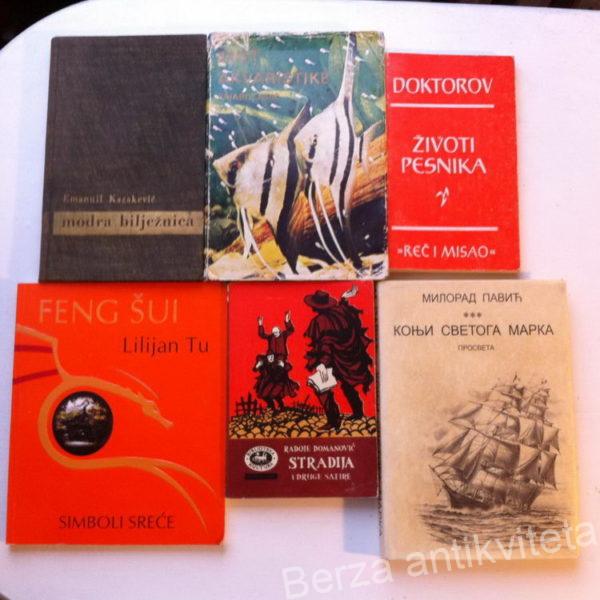 Emanuil Kazakevič
modra bilježnica
AKVARISTIKE
DOKTOROV
ŽIVOTI
PESNIKA
»REČ I MISAO«
FENG ŠUI
Lilijan Tu
SIMBOLI SREĆE
RADOJE DOMANOVIĆ
STRADIJA
I DRUGE SATIRE
МИЛОРАД ПАВИЋ
***
КОЊИ СВЕТОГА МАРКА
ПРОСВЕТА
Berza antikviteta